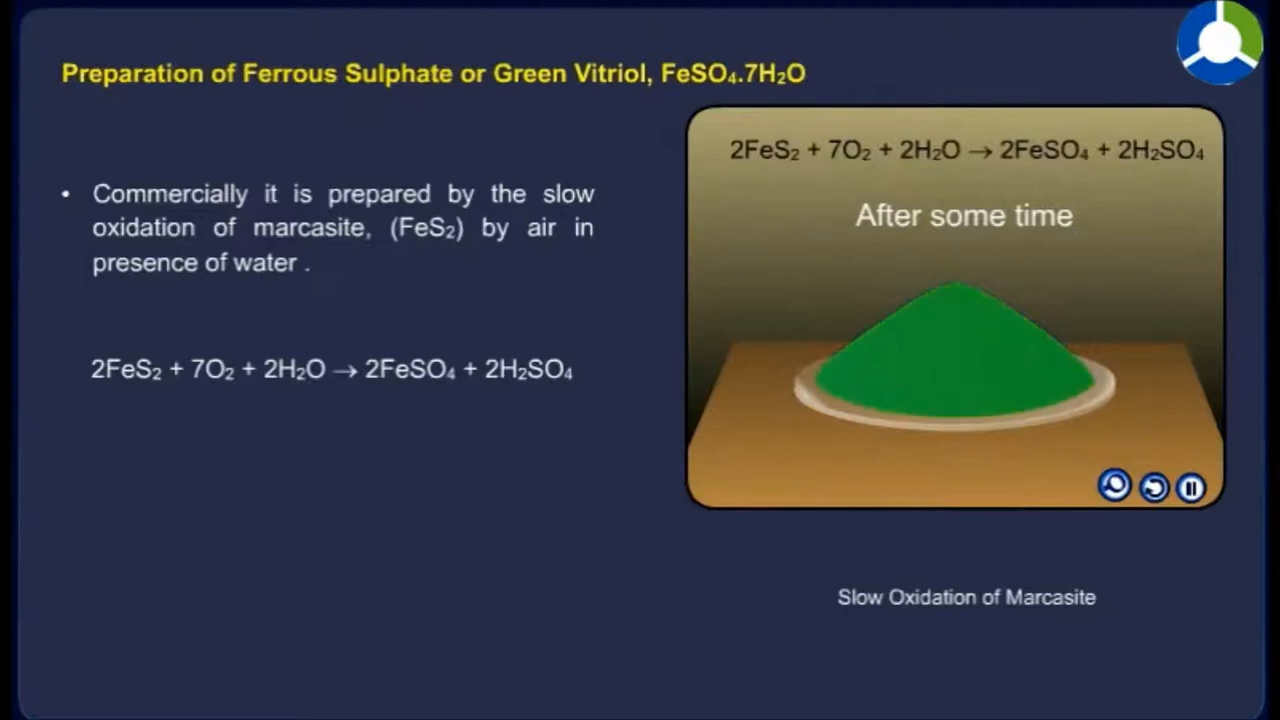 Preparation of Ferrous Sulphate or Green Vitriol, FeSO₄.7H₂O
• Commercially it is prepared by the slow
oxidation of marcasite, (FeS₂) by air in
presence of water .
2FeS₂ + 7O₂ + 2H₂O → 2FeSO₄ + 2H₂SO₄
2FeS₂ + 7O₂ + 2H₂O → 2FeSO₄ + 2H₂SO₄
After some time
Slow Oxidation of Marcasite